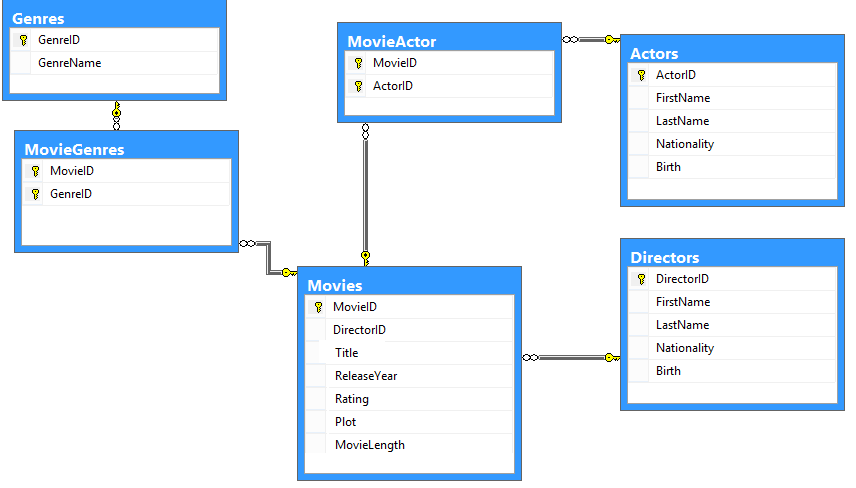 Genres
GenreID
GenreName
MovieGenres
MovieID
GenreID
MovieActor
MovieID
ActorID
Actors
ActorID
FirstName
LastName
Nationality
Birth
Movies
MovieID
DirectorID
Title
ReleaseYear
Rating
Plot
MovieLength
Directors
DirectorID
FirstName
LastName
Nationality
Birth